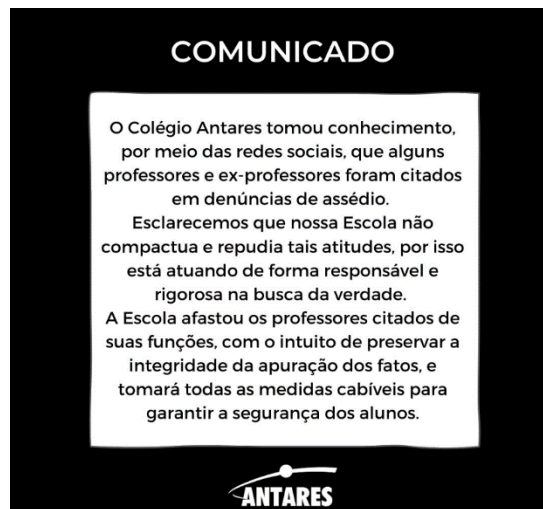 COMUNICADO
O Colégio Antares tomou conhecimento,
por meio das redes sociais, que alguns
professores e ex-professores foram citados
em denúncias de assédio.
Esclarecemos que nossa Escola não
compactua e repudia tais atitudes, por isso
está atuando de forma responsável e
rigorosa na busca da verdade.
A Escola afastou os professores citados de
suas funções, com o intuito de preservar a
integridade da apuração dos fatos, e
tomará todas as medidas cabíveis para
garantir a segurança dos alunos.
ANTARES